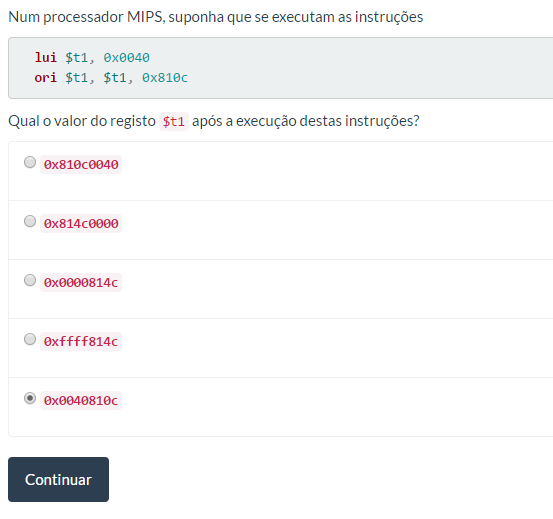 Num processador MIPS, suponha que se executam as instruções
lui $t1, 0x0040
ori $t1, $t1, 0x810c
Qual o valor do registo $t1 após a execução destas instruções?
0x810c0040
0x814c0000
0x0000814c
0xffff814c
0x0040810c
Continuar